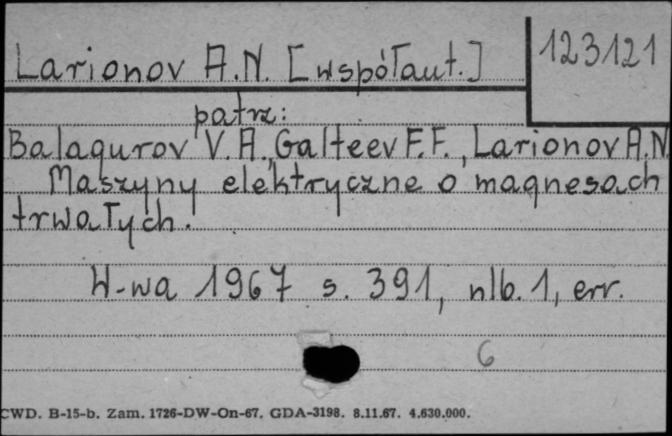 Larionov A.N. [współaut.]
123121
patrz:
Balagurov V.A., Galteev F.F., Larionov A.N.
Maszyny elektryczne o magnesach
trwałych.
W-wa 1967 s. 391, nlb. 1, err.
6
CWD. B-15-b. Zam. 1726-DW-On-67. GDA-3198. 8.11.67. 4.630.000.